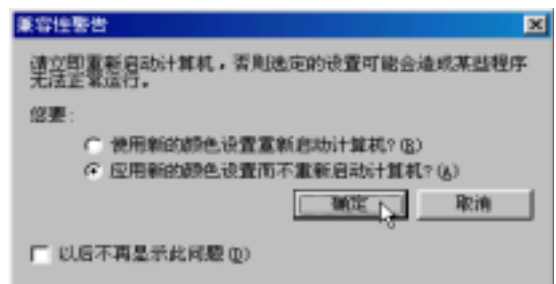 兼容性警告
请立即重新启动计算机，否则选定的设置可能会造成某些程序
无法正常运行。
您要:
使用新的颜色设置重新启动计算机?(R)
应用新的颜色设置而不重新启动计算机?(A)
确定 取消
以后不再显示此问题(D)